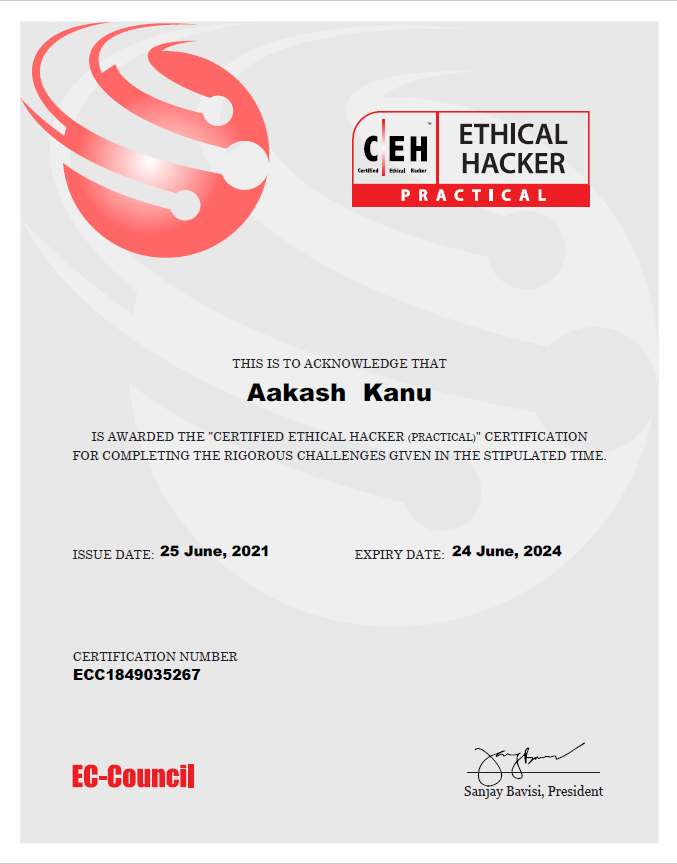 C|EH™
Certified Ethical Hacker
ETHICAL
HACKER
PRACTICAL
THIS IS TO ACKNOWLEDGE THAT
Aakash Kanu
IS AWARDED THE "CERTIFIED ETHICAL HACKER (PRACTICAL)" CERTIFICATION
FOR COMPLETING THE RIGOROUS CHALLENGES GIVEN IN THE STIPULATED TIME.
ISSUE DATE: 25 June, 2021
EXPIRY DATE: 24 June, 2024
CERTIFICATION NUMBER
ECC1849035267
EC-Council
Sanjay Bavisi, President